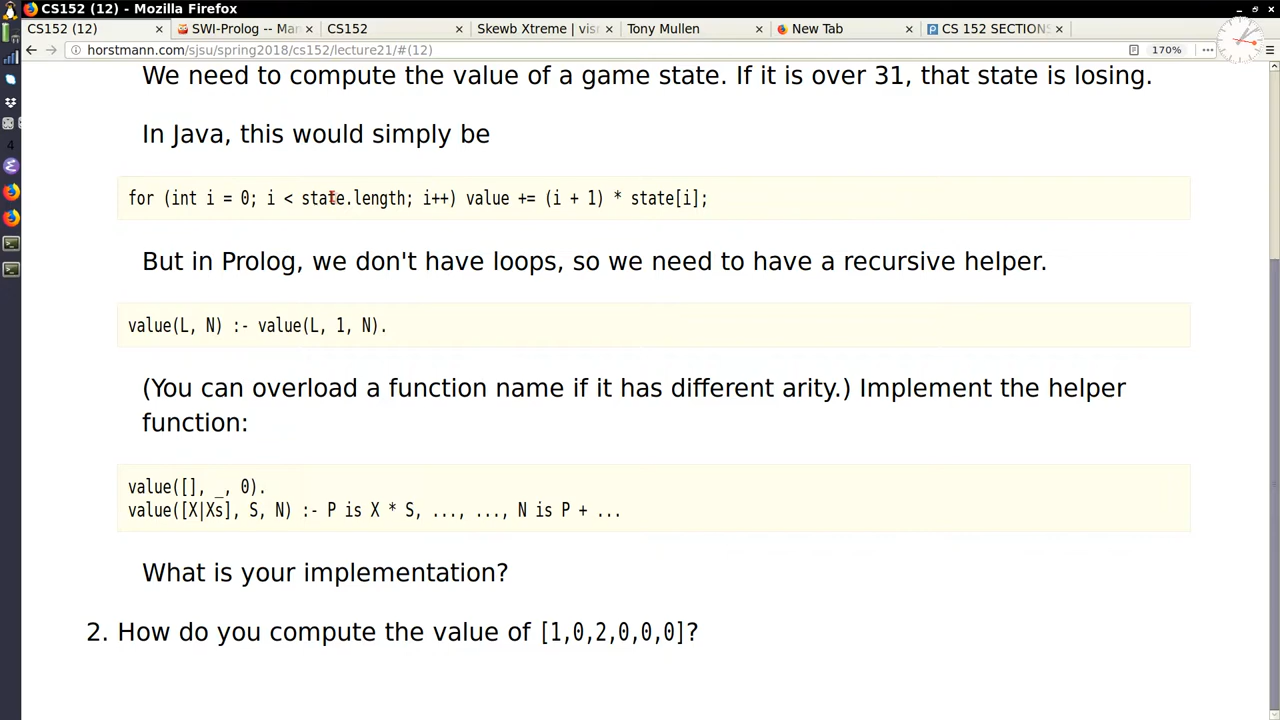 CS152 (12) - Mozilla Firefox
CS152 (12) × SWI-Prolog -- Man × CS152 × Skewb Xtreme | visn × Tony Mullen × New Tab × CS 152 SECTIONS ×
horstmann.com/sjsu/spring2018/cs152/lecture21/#(12) 170%
We need to compute the value of a game state. If it is over 31, that state is losing.
In Java, this would simply be
for (int i = 0; i < state.length; i++) value += (i + 1) * state[i];
But in Prolog, we don't have loops, so we need to have a recursive helper.
value(L, N) :- value(L, 1, N).
(You can overload a function name if it has different arity.) Implement the helper
function:
value([], _, 0).
value([X|Xs], S, N) :- P is X * S, ..., ..., N is P + ...
What is your implementation?
2. How do you compute the value of [1,0,2,0,0,0]?
4